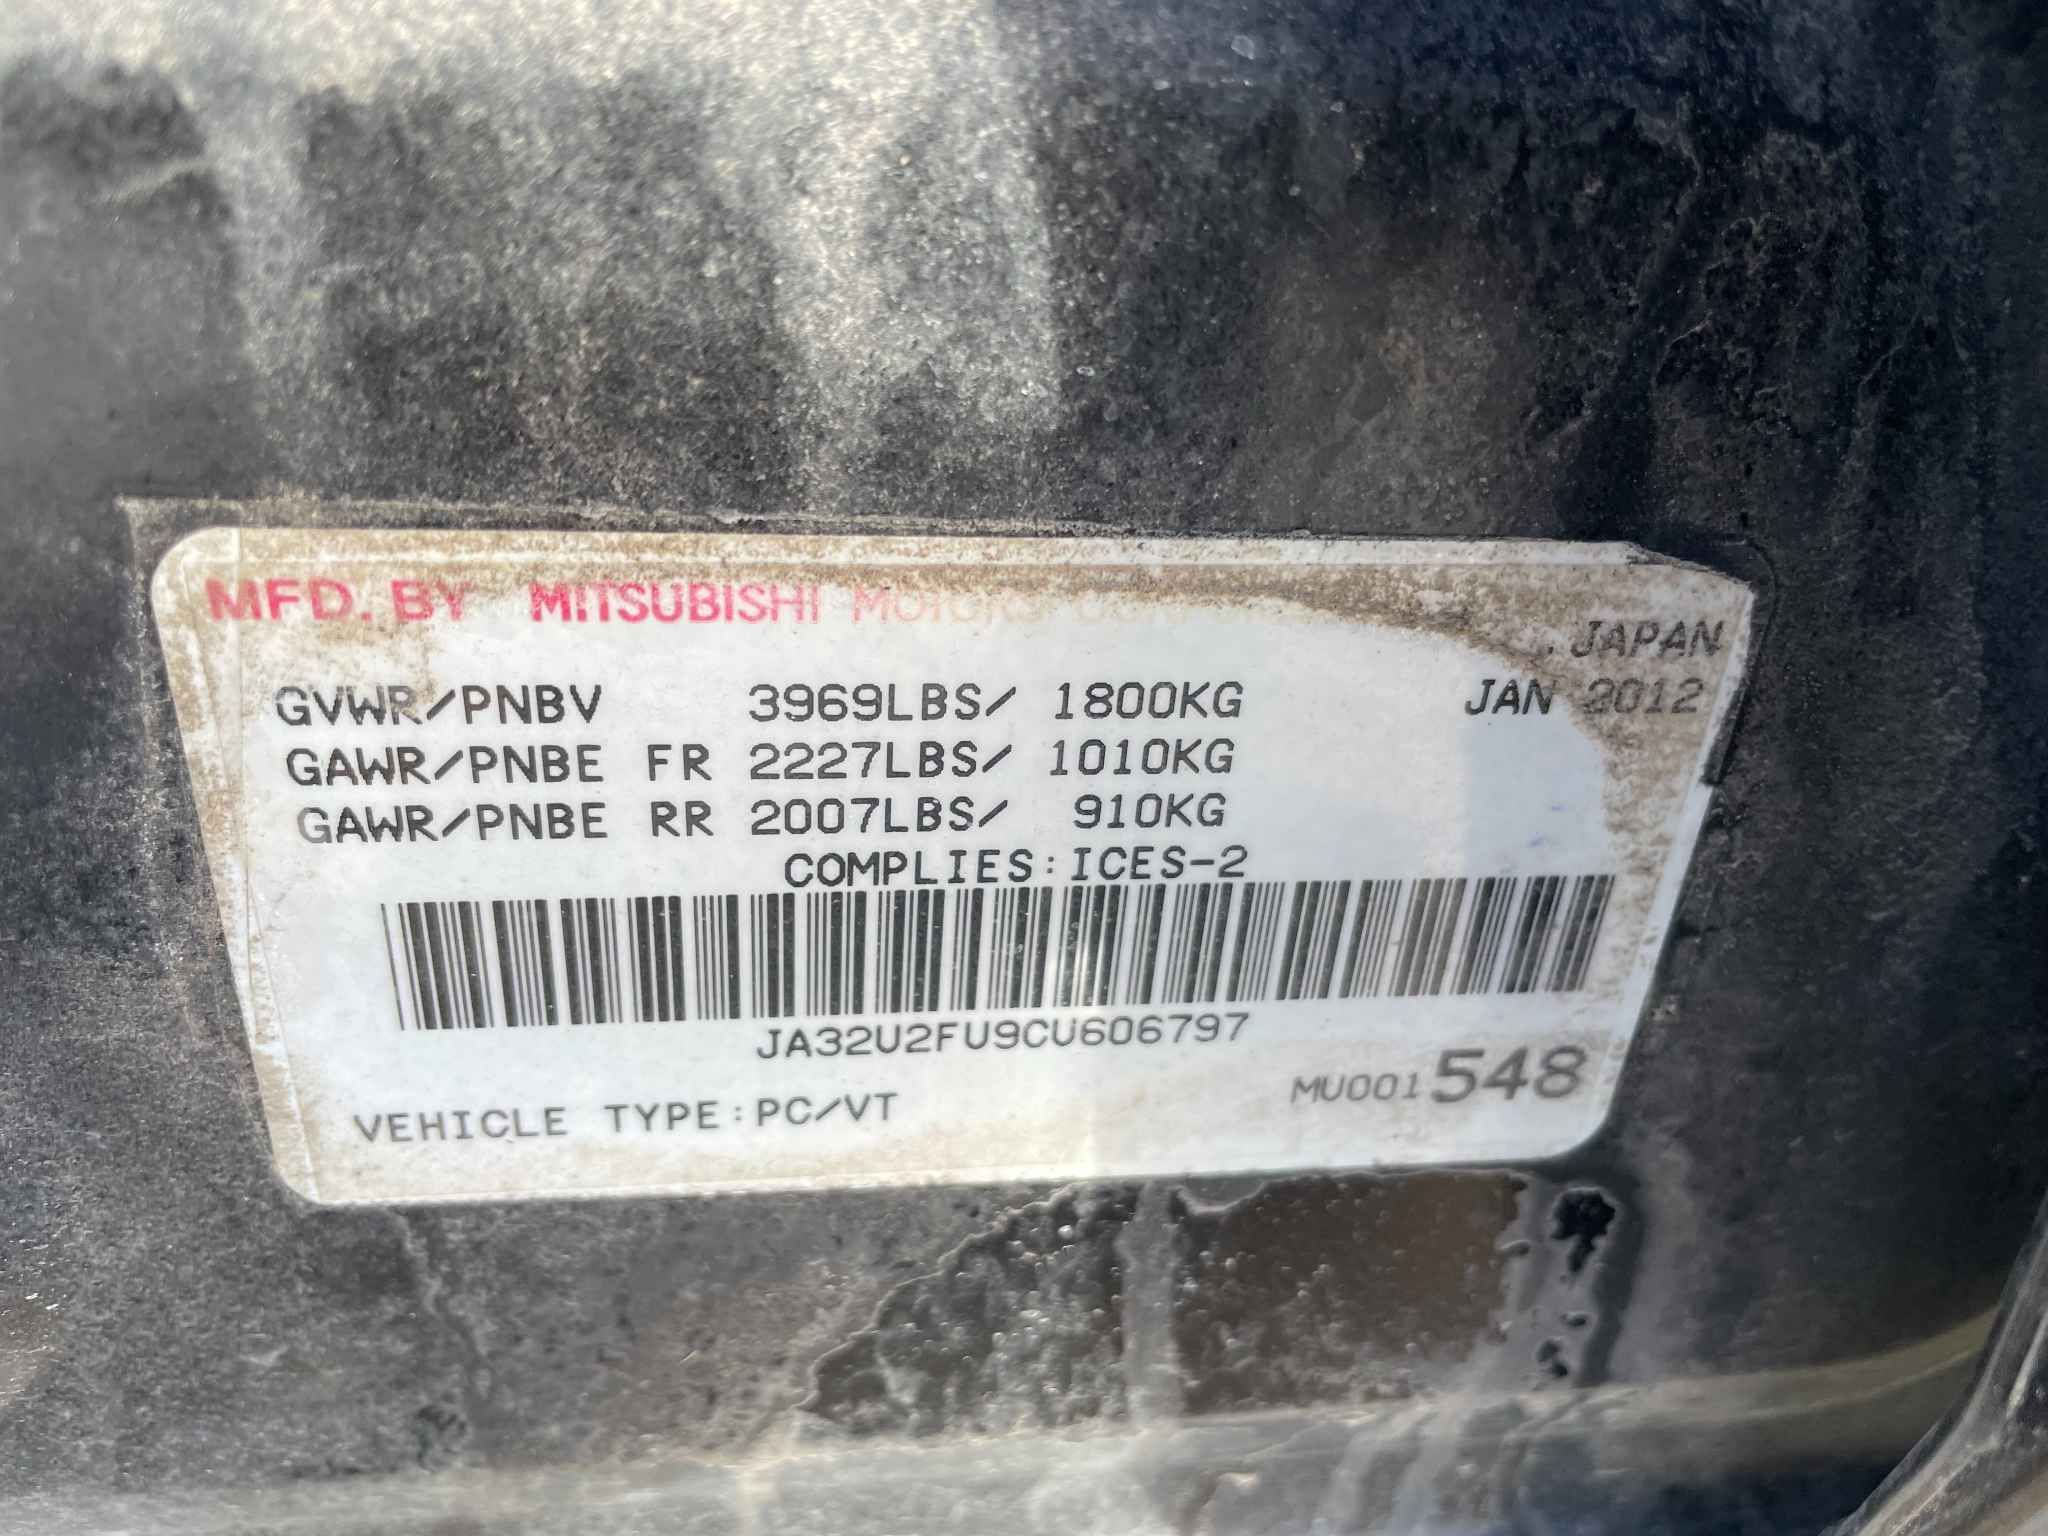 MFD. BY MITSUBISHI MOTORS
JAPAN
GVWR/PNBV 3969LBS/ 1800KG JAN 2012
GAWR/PNBE FR 2227LBS/ 1010KG
GAWR/PNBE RR 2007LBS/ 910KG
COMPLIES:ICES-2
JA32U2FU9CU606797
MU001548
VEHICLE TYPE:PC/VT